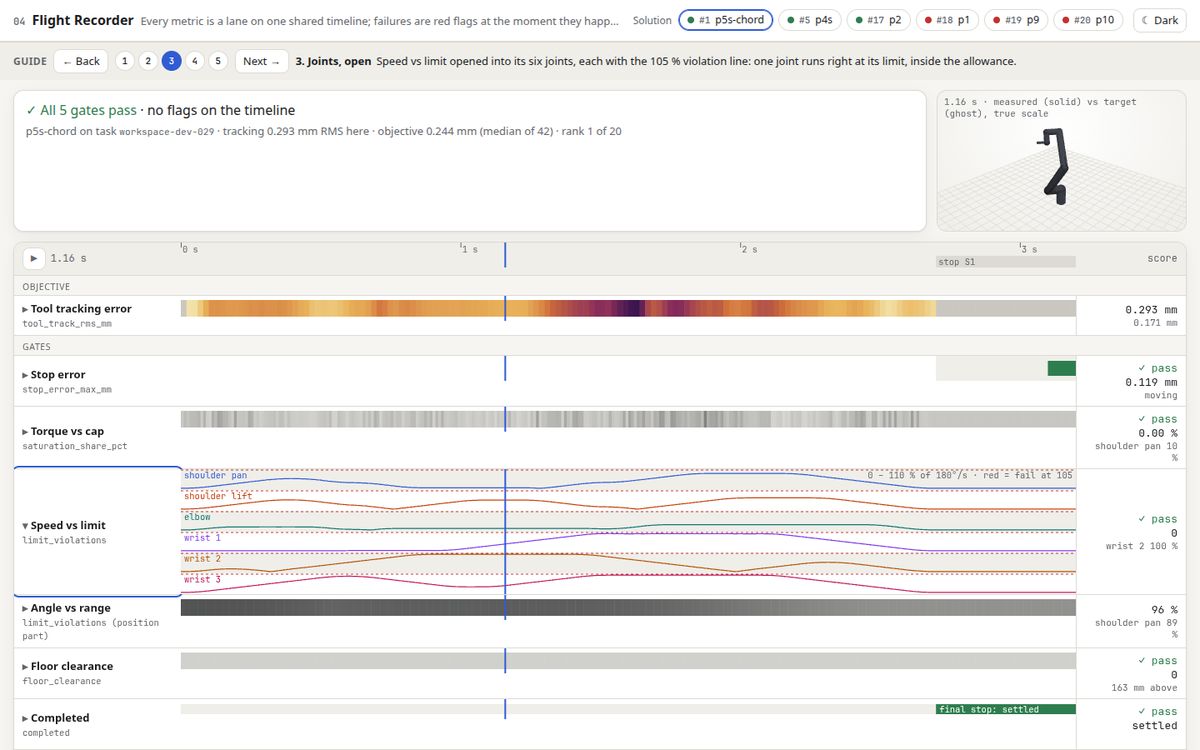 04 Flight Recorder Every metric is a lane on one shared timeline; failures are red flags at the moment they happ... Solution #1 p5s-chord #5 p4s #17 p2 #18 p1 #19 p9 #20 p10 ☾ Dark
GUIDE ← Back 1 2 3 4 5 Next → 3. Joints, open Speed vs limit opened into its six joints, each with the 105 % violation line: one joint runs right at its limit, inside the allowance.
✓ All 5 gates pass · no flags on the timeline
p5s-chord on task workspace-dev-029 · tracking 0.293 mm RMS here · objective 0.244 mm (median of 42) · rank 1 of 20
1.16 s · measured (solid) vs target
(ghost), true scale
▶ 1.16 s 0 s 1 s 2 s 3 s score
stop S1
OBJECTIVE
▸ Tool tracking error
tool_track_rms_mm
0.293 mm
0.171 mm
GATES
▸ Stop error
stop_error_max_mm
✓ pass
0.119 mm
moving
▸ Torque vs cap
saturation_share_pct
✓ pass
0.00 %
shoulder pan 10
%
▾ Speed vs limit
limit_violations
shoulder pan
0 – 110 % of 180°/s · red = fail at 105
shoulder lift
elbow
wrist 1
wrist 2
wrist 3
✓ pass
0
wrist 2 100 %
▸ Angle vs range
limit_violations (position
part)
96 %
shoulder pan 89
%
▸ Floor clearance
floor_clearance
✓ pass
0
163 mm above
▸ Completed
completed
final stop: settled
✓ pass
settled